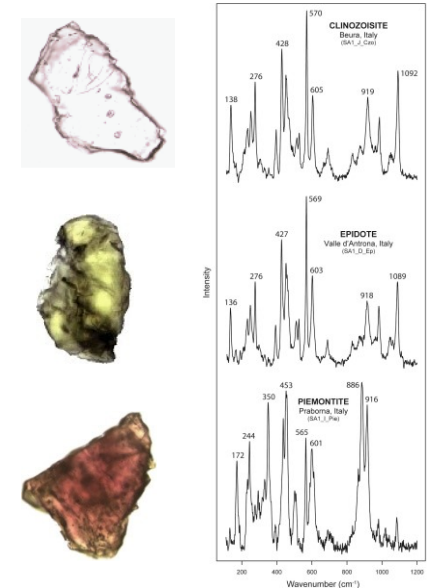 CLINOZOISITE
Beura, Italy
(SA1_J_Czo)
570
428
276
138
605
919
1092
EPIDOTE
Valle d'Antrona, Italy
(SA1_D_Ep)
569
427
276
136
603
918
1089
PIEMONTITE
Praborna, Italy
(SA1_I_Pie)
886
453
350
916
244
172
565
601
Intensity
200 400 600 800 1000 1200
Wavenumber (cm⁻¹)